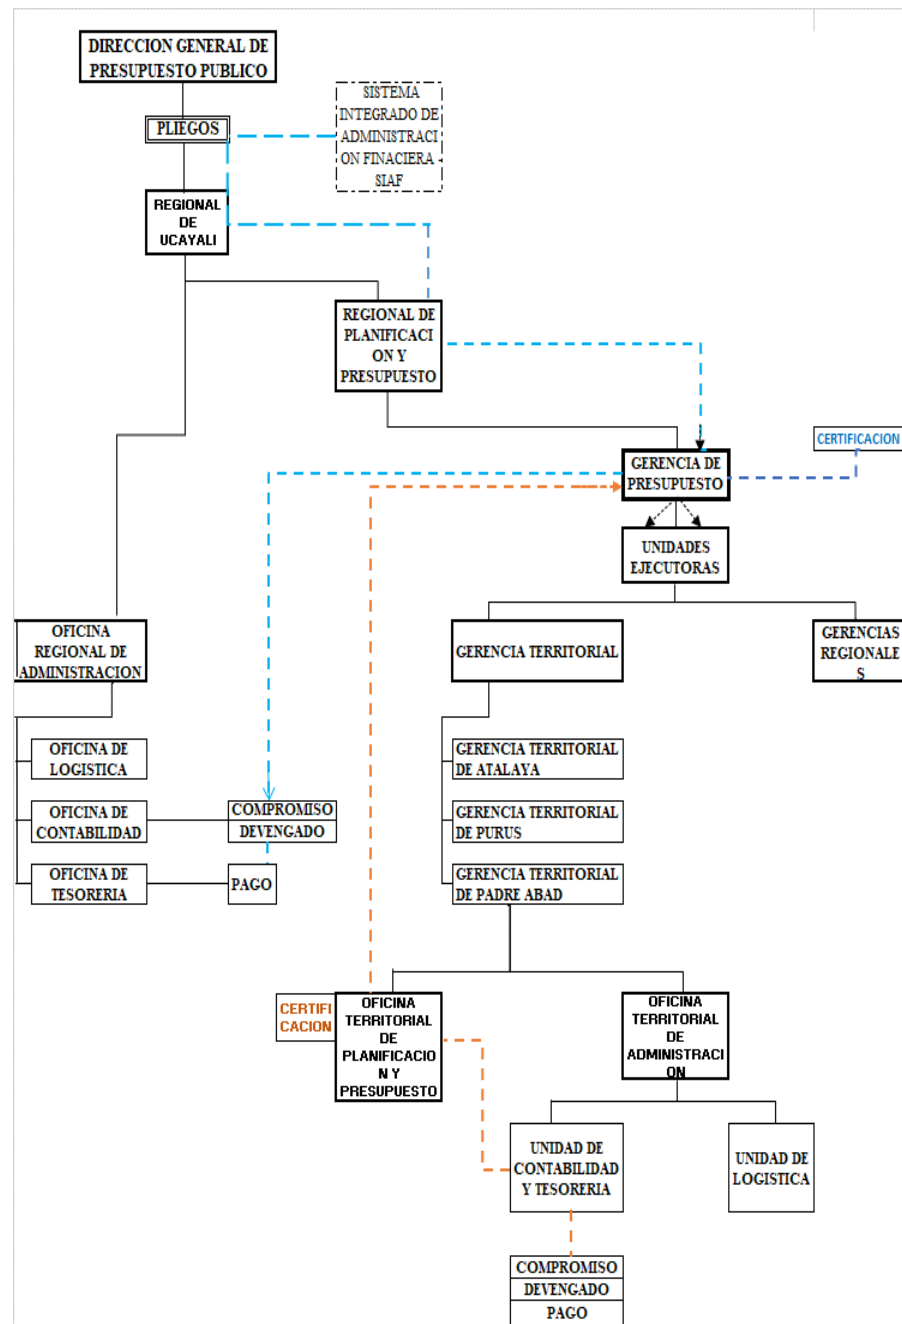 DIRECCION GENERAL DE
PRESUPUESTO PUBLICO
PLIEGOS
SISTEMA
INTEGRADO DE
ADMINISTRACI
ON FINACIERA -
SIAF
REGIONAL
DE
UCAYALI
REGIONAL DE
PLANIFICACI
ON Y
PRESUPUESTO
CERTIFICACION
GERENCIA DE
PRESUPUESTO
UNIDADES
EJECUTORAS
OFICINA
REGIONAL DE
ADMINISTRACION
GERENCIA TERRITORIAL
GERENCIAS
REGIONALE
S
OFICINA DE
LOGISTICA
GERENCIA TERRITORIAL
DE ATALAYA
OFICINA DE
CONTABILIDAD
COMPROMISO
DEVENGADO
GERENCIA TERRITORIAL
DE PURUS
OFICINA DE
TESORERIA
PAGO
GERENCIA TERRITORIAL
DE PADRE ABAD
CERTIFI
CACION
OFICINA
TERRITORIAL
DE
PLANIFICACIO
N Y
PRESUPUESTO
OFICINA
TERRITORIAL
DE
ADMINISTRACI
ON
UNIDAD DE
CONTABILIDAD
Y TESORERIA
UNIDAD DE
LOGISTICA
COMPROMISO
DEVENGADO
PAGO